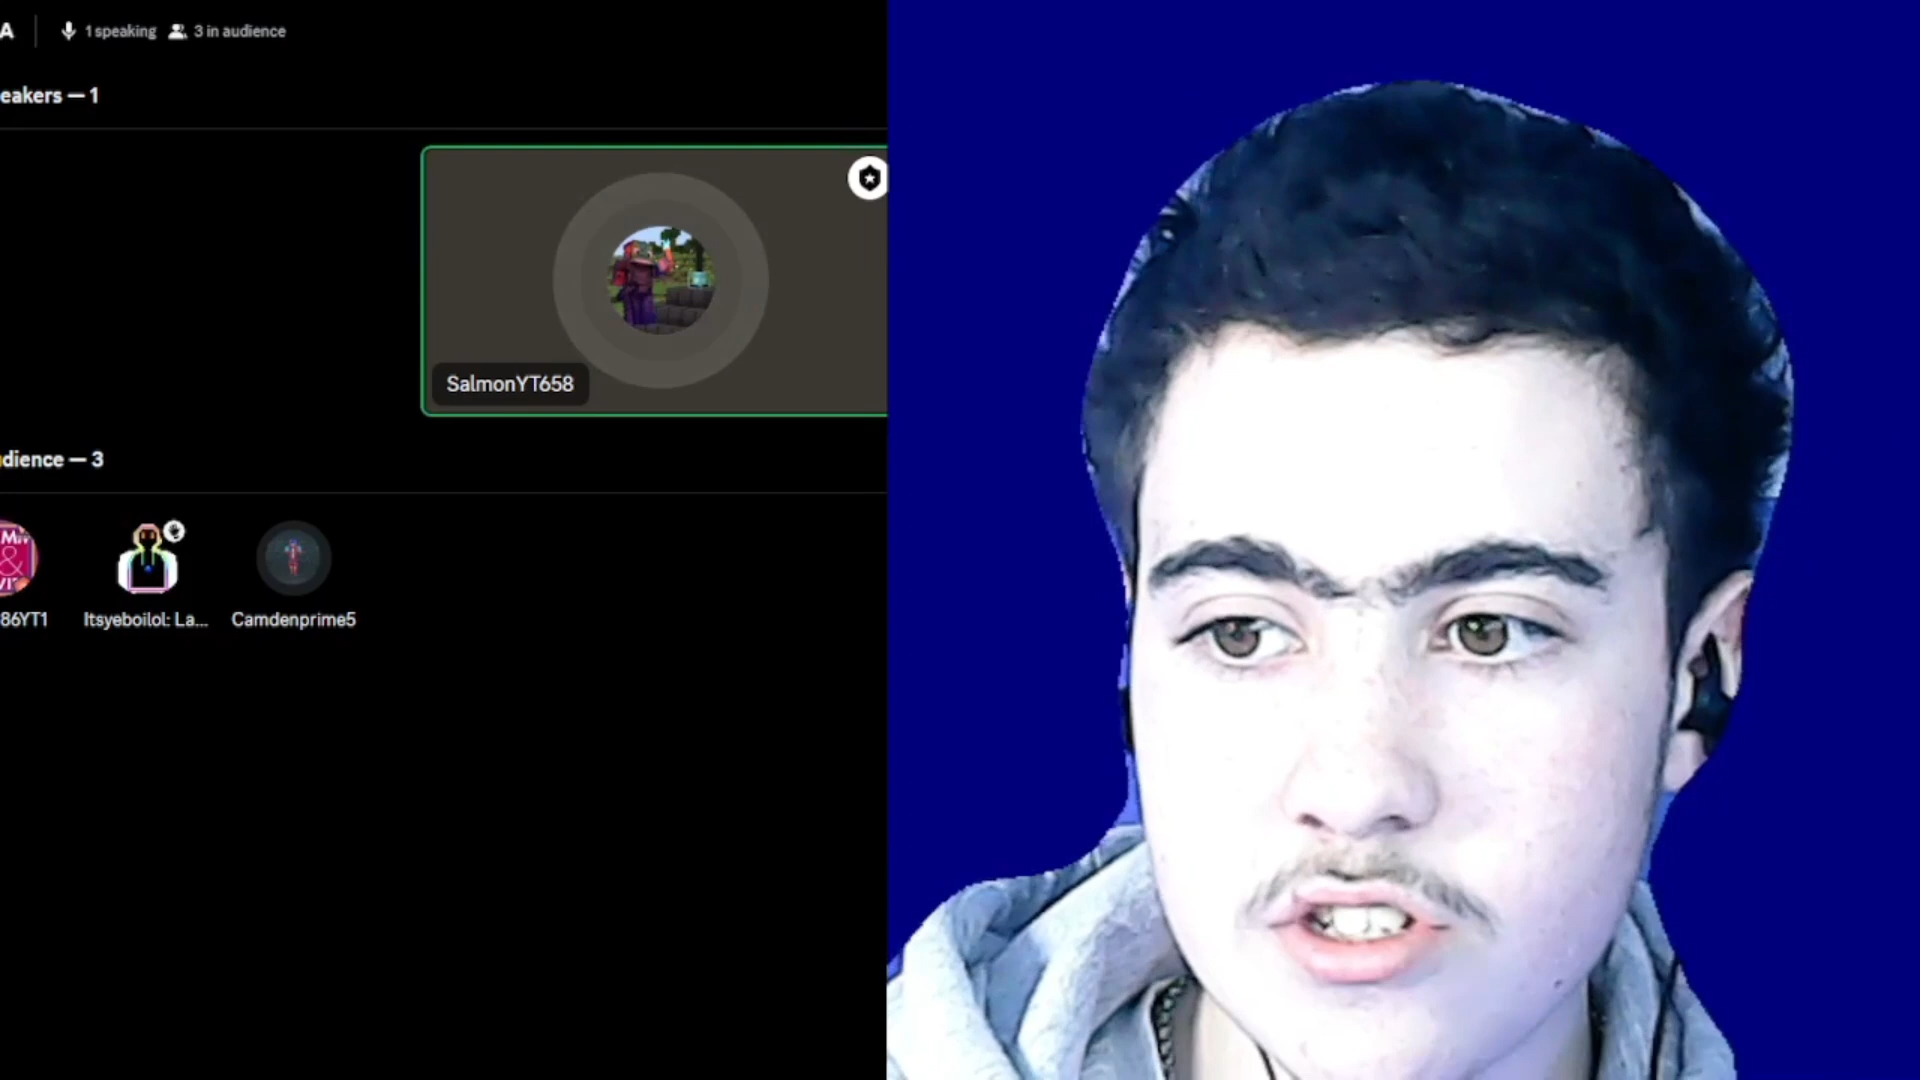 A
1 speaking
3 in audience
eakers — 1
SalmonYT658
dience — 3
86YT1
Itsyeboilol: La...
Camdenprime5